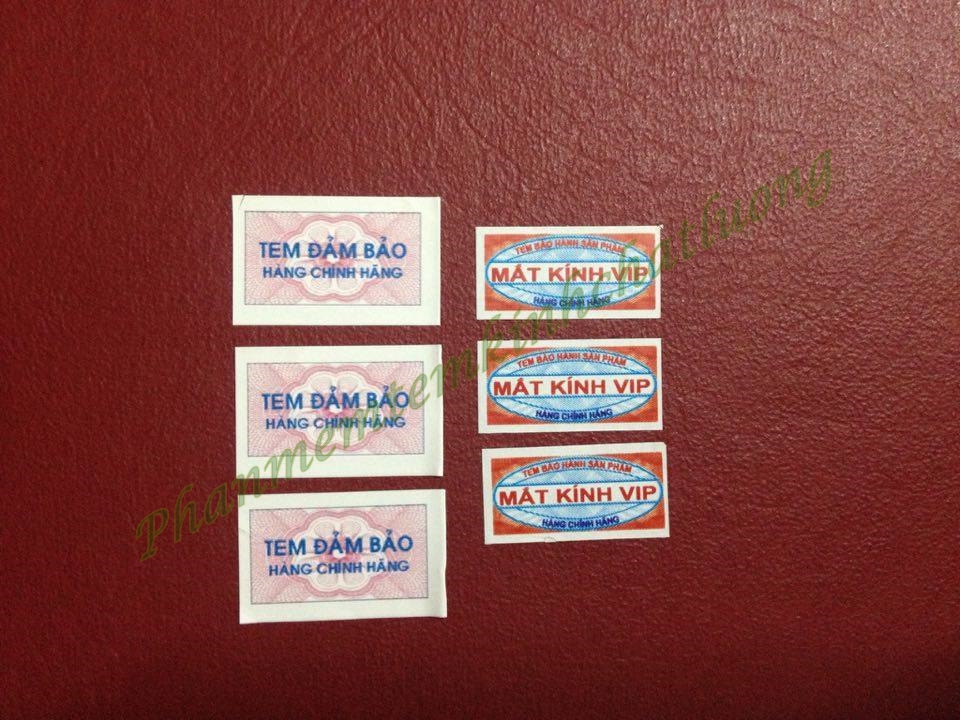 TEM ĐẢM BẢO
HÀNG CHÍNH HÃNG
TEM ĐẢM BẢO
HÀNG CHÍNH HÃNG
TEM ĐẢM BẢO
HÀNG CHÍNH HÃNG
TEM BẢO HÀNH SẢN PHẨM
MẮT KÍNH VIP
HÀNG CHÍNH HÃNG
TEM BẢO HÀNH SẢN PHẨM
MẮT KÍNH VIP
HÀNG CHÍNH HÃNG
TEM BẢO HÀNH SẢN PHẨM
MẮT KÍNH VIP
HÀNG CHÍNH HÃNG
Phanmemtemkinhchatluong